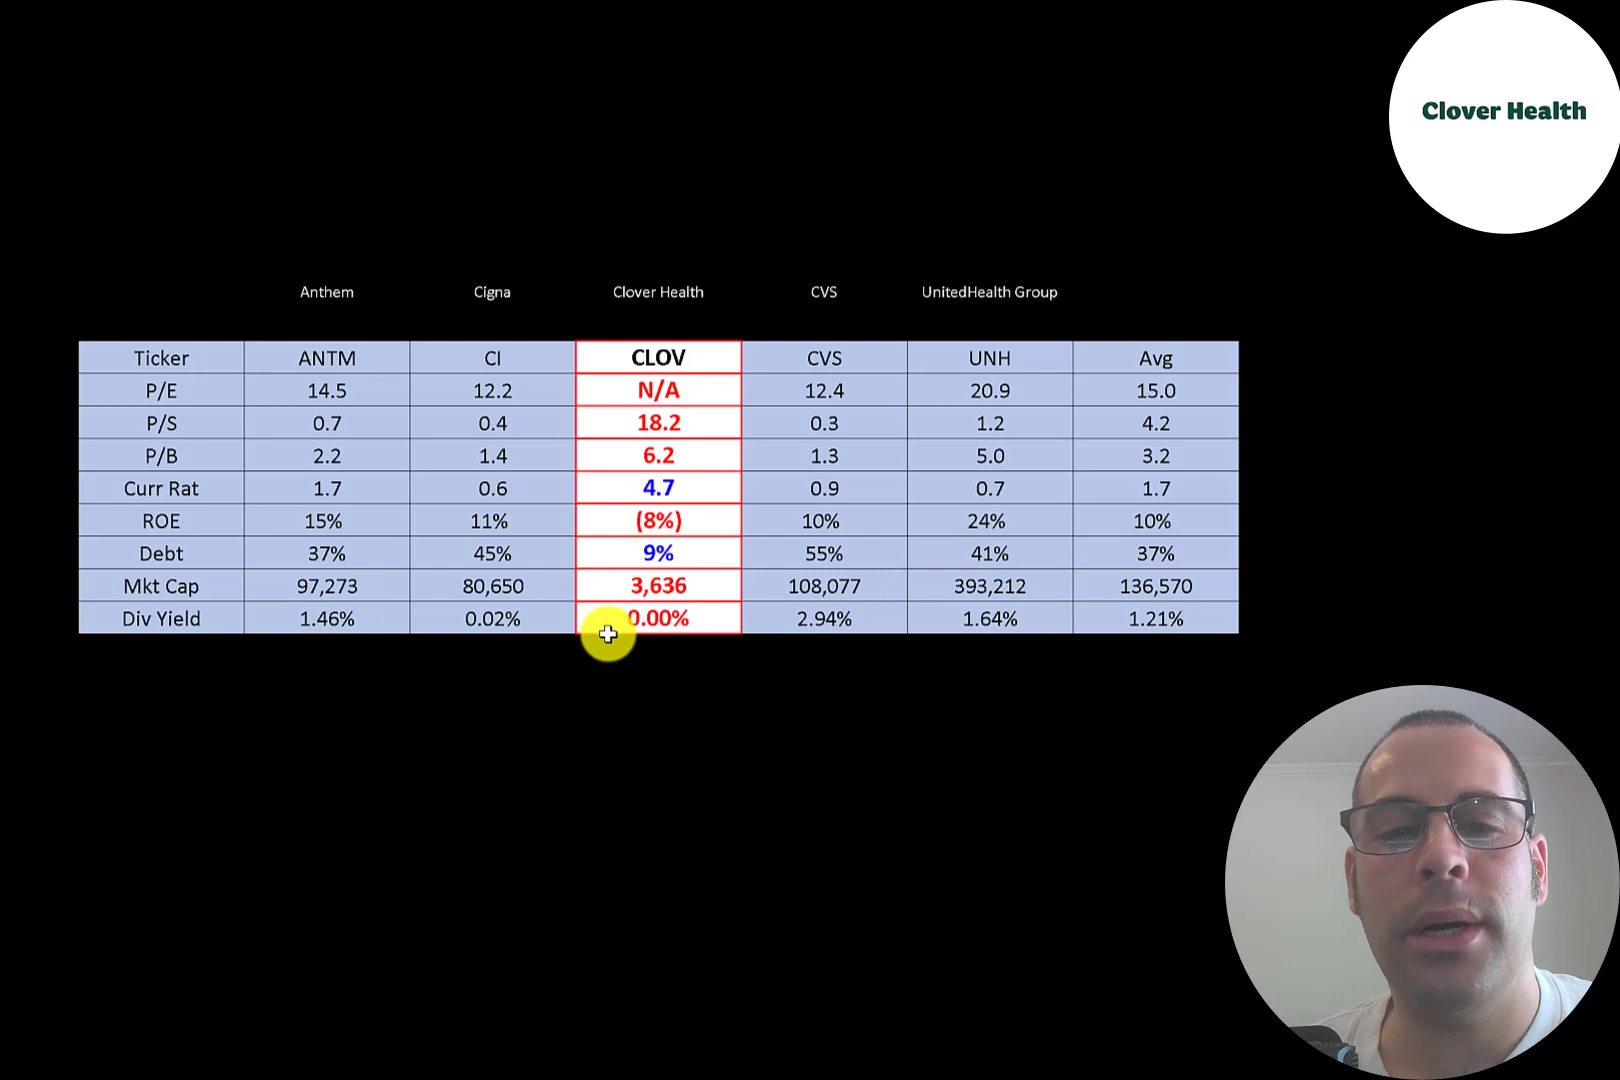 Clover Health
Anthem Cigna Clover Health CVS UnitedHealth Group
Ticker ANTM CI CLOV CVS UNH Avg
P/E 14.5 12.2 N/A 12.4 20.9 15.0
P/S 0.7 0.4 18.2 0.3 1.2 4.2
P/B 2.2 1.4 6.2 1.3 5.0 3.2
Curr Rat 1.7 0.6 4.7 0.9 0.7 1.7
ROE 15% 11% (8%) 10% 24% 10%
Debt 37% 45% 9% 55% 41% 37%
Mkt Cap 97,273 80,650 3,636 108,077 393,212 136,570
Div Yield 1.46% 0.02% 0.00% 2.94% 1.64% 1.21%